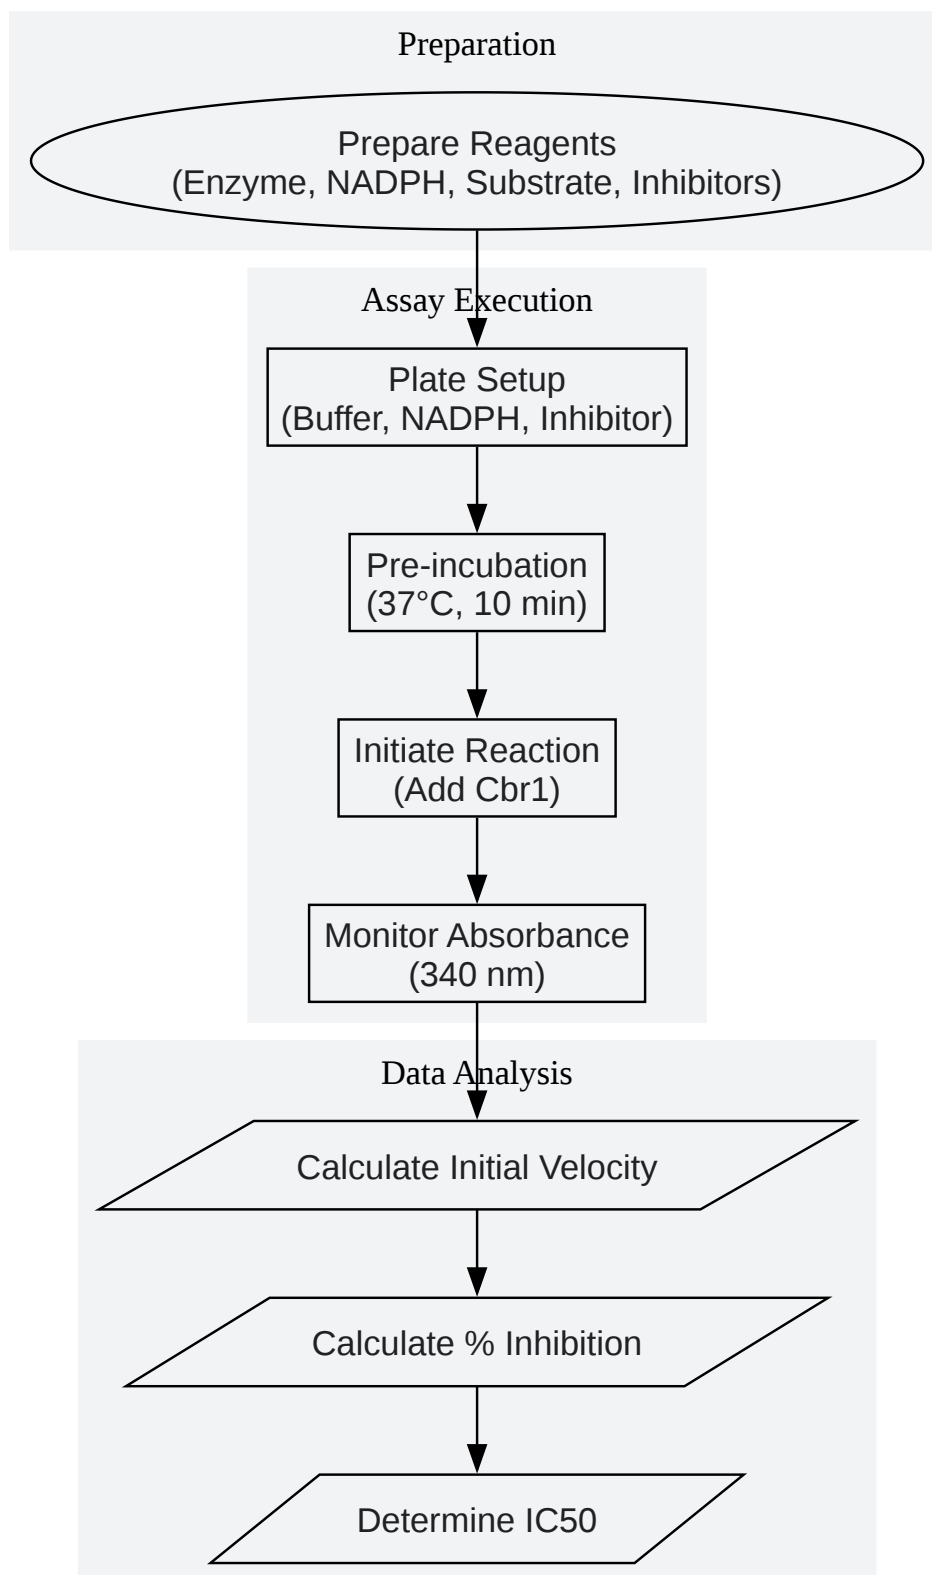 Preparation
Prepare Reagents
(Enzyme, NADPH, Substrate, Inhibitors)
Assay Execution
Plate Setup
(Buffer, NADPH, Inhibitor)
Pre-incubation
(37°C, 10 min)
Initiate Reaction
(Add Cbr1)
Monitor Absorbance
(340 nm)
Data Analysis
Calculate Initial Velocity
Calculate % Inhibition
Determine IC50